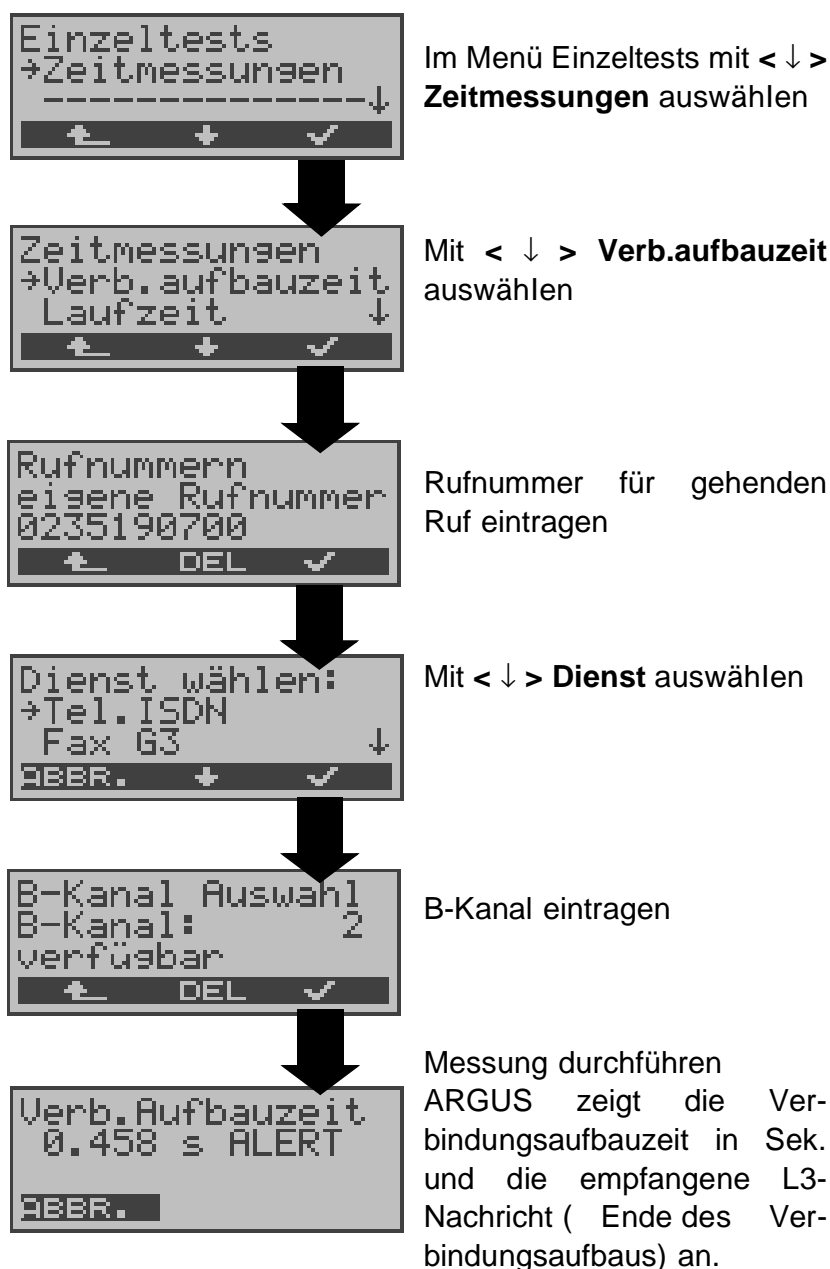 Einzeltests
→Zeitmessungen
---------------↓
Im Menü Einzeltests mit < ↓ >
Zeitmessungen auswählen
Zeitmessungen
→Verb.aufbauzeit
Laufzeit ↓
Mit < ↓ > Verb.aufbauzeit
auswählen
Rufnummern
eigene Rufnummer
0235190700
DEL
Rufnummer für gehenden
Ruf eintragen
Dienst wählen:
→Tel.ISDN
Fax G3 ↓
ABBR.
Mit < ↓ > Dienst auswählen
B-Kanal Auswahl
B-Kanal: 2
verfügbar
DEL
B-Kanal eintragen
Verb.Aufbauzeit
0.458 s ALERT
ABBR.
Messung durchführen
ARGUS zeigt die Ver-
bindungsaufbauzeit in Sek.
und die empfangene L3-
Nachricht ( Ende des Ver-
bindungsaufbaus) an.